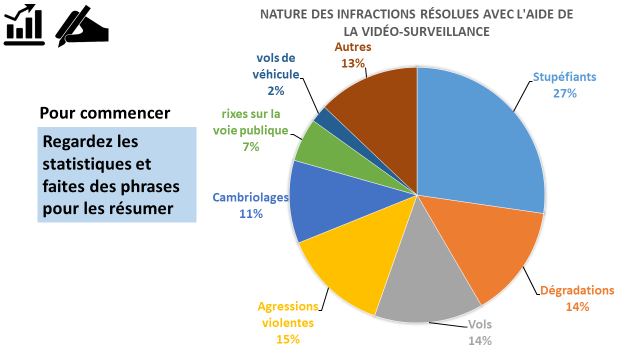 NATURE DES INFRACTIONS RÉSOLUES AVEC L'AIDE DE
LA VIDÉO-SURVEILLANCE
Pour commencer
Regardez les
statistiques et
faites des phrases
pour les résumer
Stupéfiants
27%
Dégradations
14%
Vols
14%
Agressions
violentes
15%
Cambriolages
11%
rixes sur la
voie publique
7%
vols de
véhicule
2%
Autres
13%